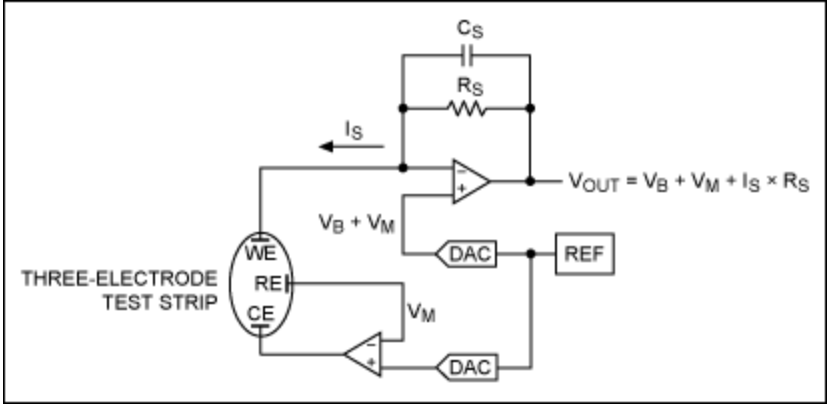 C_S
R_S
I_S
− +
V_OUT = V_B + V_M + I_S × R_S
V_B + V_M
WE
DAC
REF
THREE-ELECTRODE
TEST STRIP
RE
CE
V_M
− +
DAC